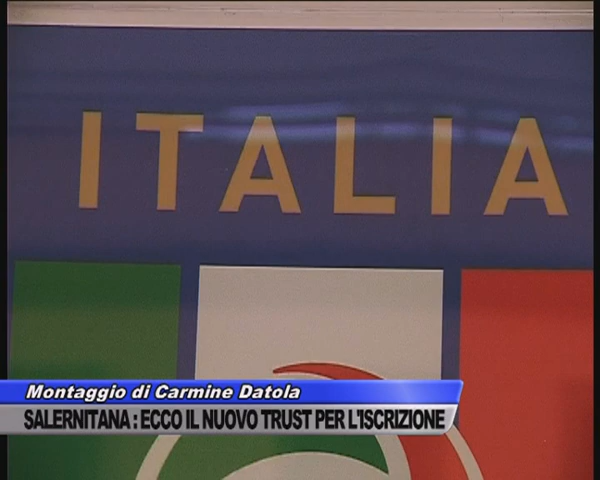 ITALIA
Montaggio di Carmine Datola
SALERNITANA : ECCO IL NUOVO TRUST PER L'ISCRIZIONE